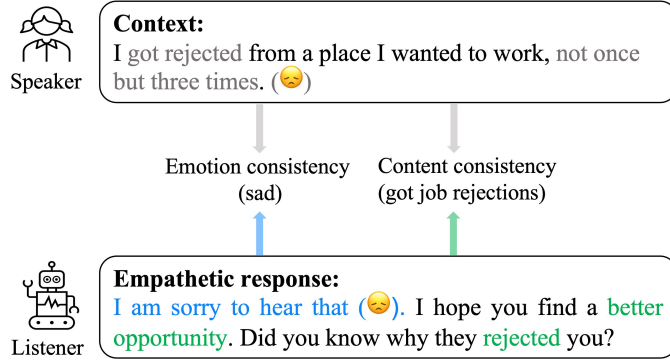 Context:
I got rejected from a place I wanted to work, not once
but three times. (😞)
Speaker
Emotion consistency
(sad)
Content consistency
(got job rejections)
Empathetic response:
I am sorry to hear that (😞). I hope you find a better
opportunity. Did you know why they rejected you?
Listener